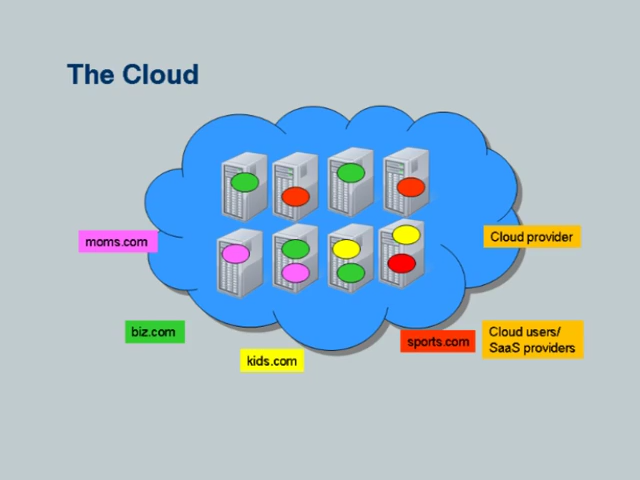 The Cloud
moms.com
Cloud provider
biz.com
kids.com
sports.com
Cloud users/
SaaS providers